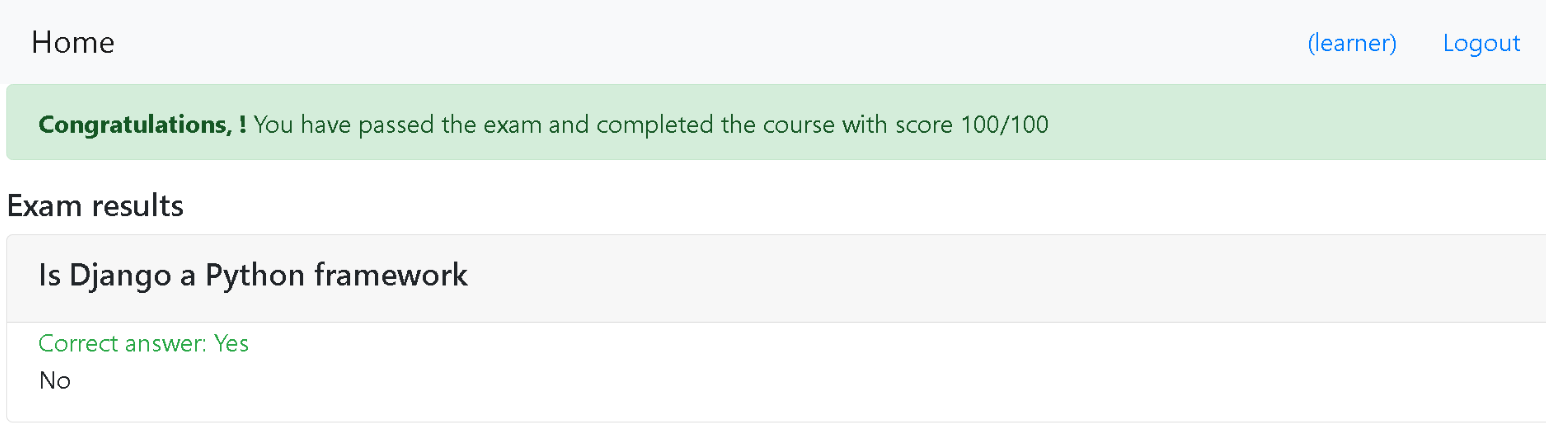 Home (learner) Logout
Congratulations, ! You have passed the exam and completed the course with score 100/100
Exam results
Is Django a Python framework
Correct answer: Yes
No